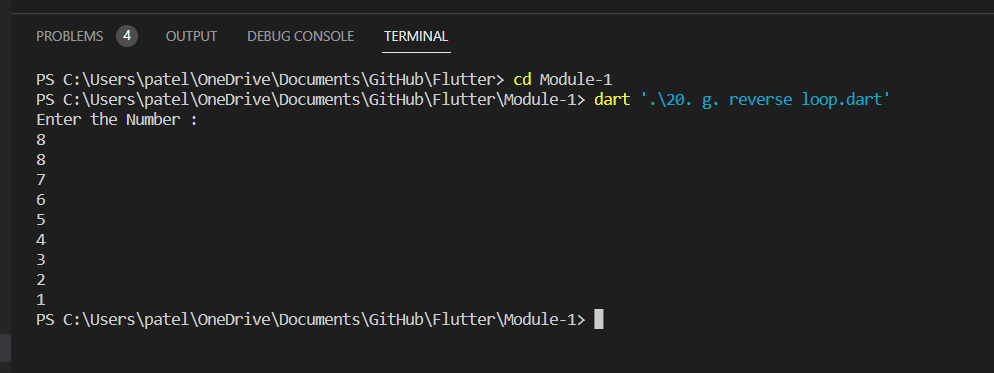 PROBLEMS 4 OUTPUT DEBUG CONSOLE TERMINAL
PS C:\Users\patel\OneDrive\Documents\GitHub\Flutter> cd Module-1
PS C:\Users\patel\OneDrive\Documents\GitHub\Flutter\Module-1> dart '.\20. g. reverse loop.dart'
Enter the Number :
8
8
7
6
5
4
3
2
1
PS C:\Users\patel\OneDrive\Documents\GitHub\Flutter\Module-1>